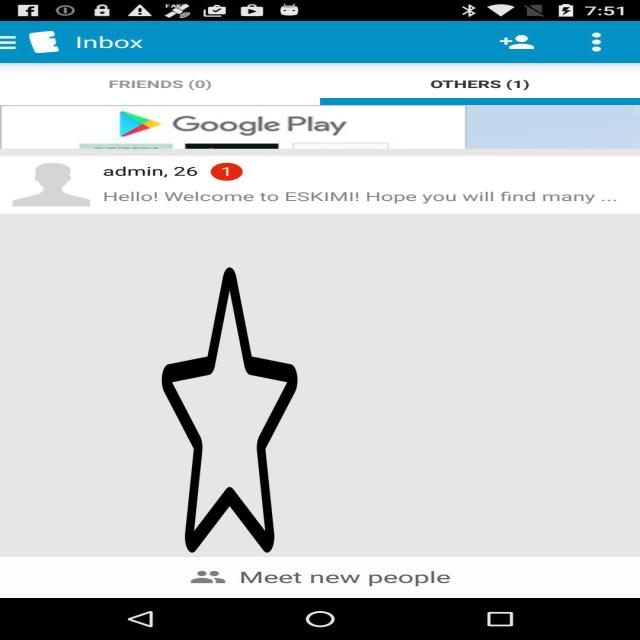 7:51
Inbox
FRIENDS (0)
OTHERS (1)
Google Play
admin, 26 1
Hello! Welcome to ESKIMI! Hope you will find many ...
Meet new people